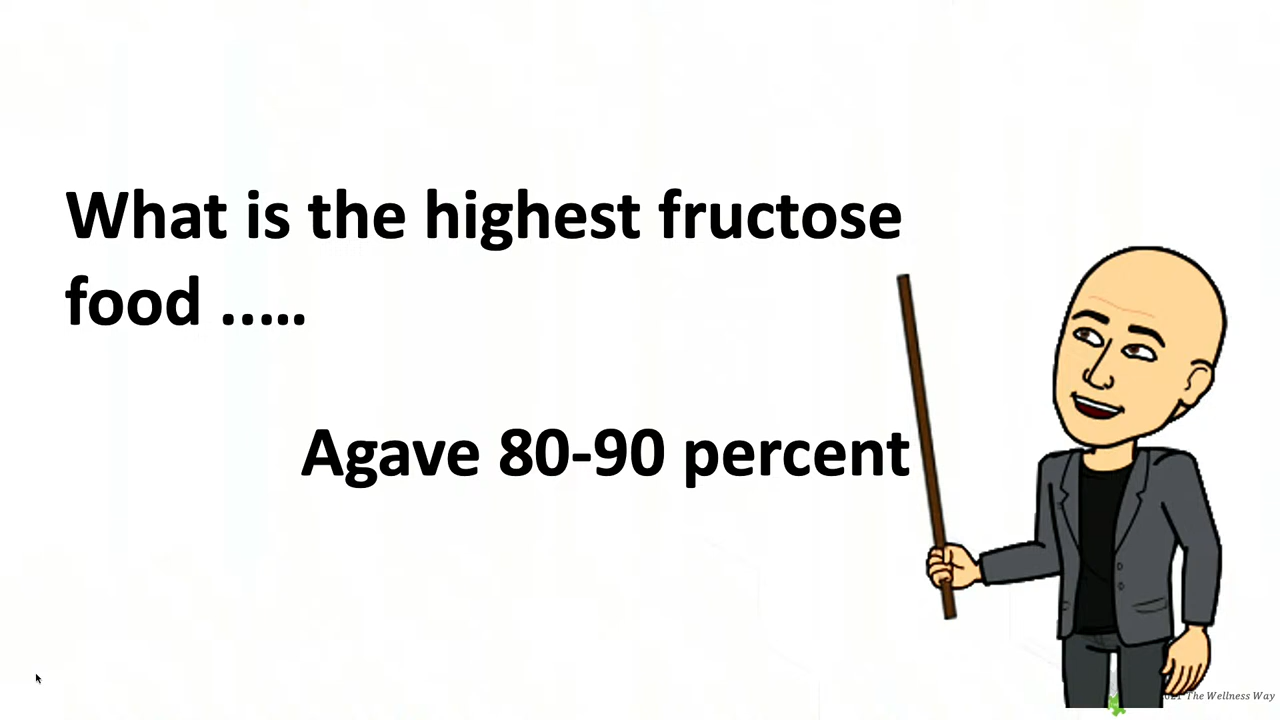 What is the highest fructose
food .....
Agave 80-90 percent
The Wellness Way